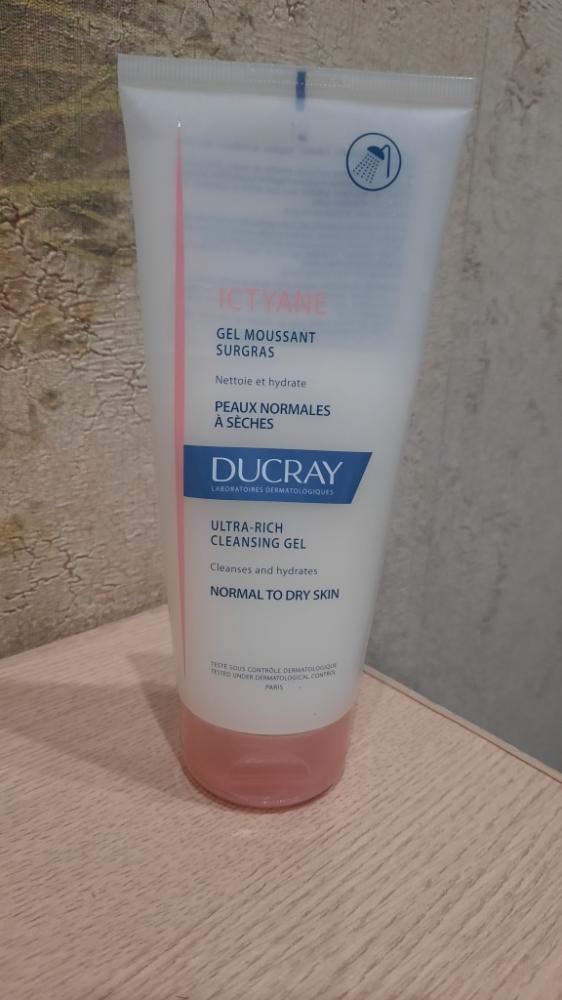 ICTYANE
GEL MOUSSANT
SURGRAS
Nettoie et hydrate
PEAUX NORMALES
À SÈCHES
DUCRAY
LABORATOIRES DERMATOLOGIQUES
ULTRA-RICH
CLEANSING GEL
Cleanses and hydrates
NORMAL TO DRY SKIN
TESTÉ SOUS CONTRÔLE DERMATOLOGIQUE
TESTED UNDER DERMATOLOGICAL CONTROL
PARIS